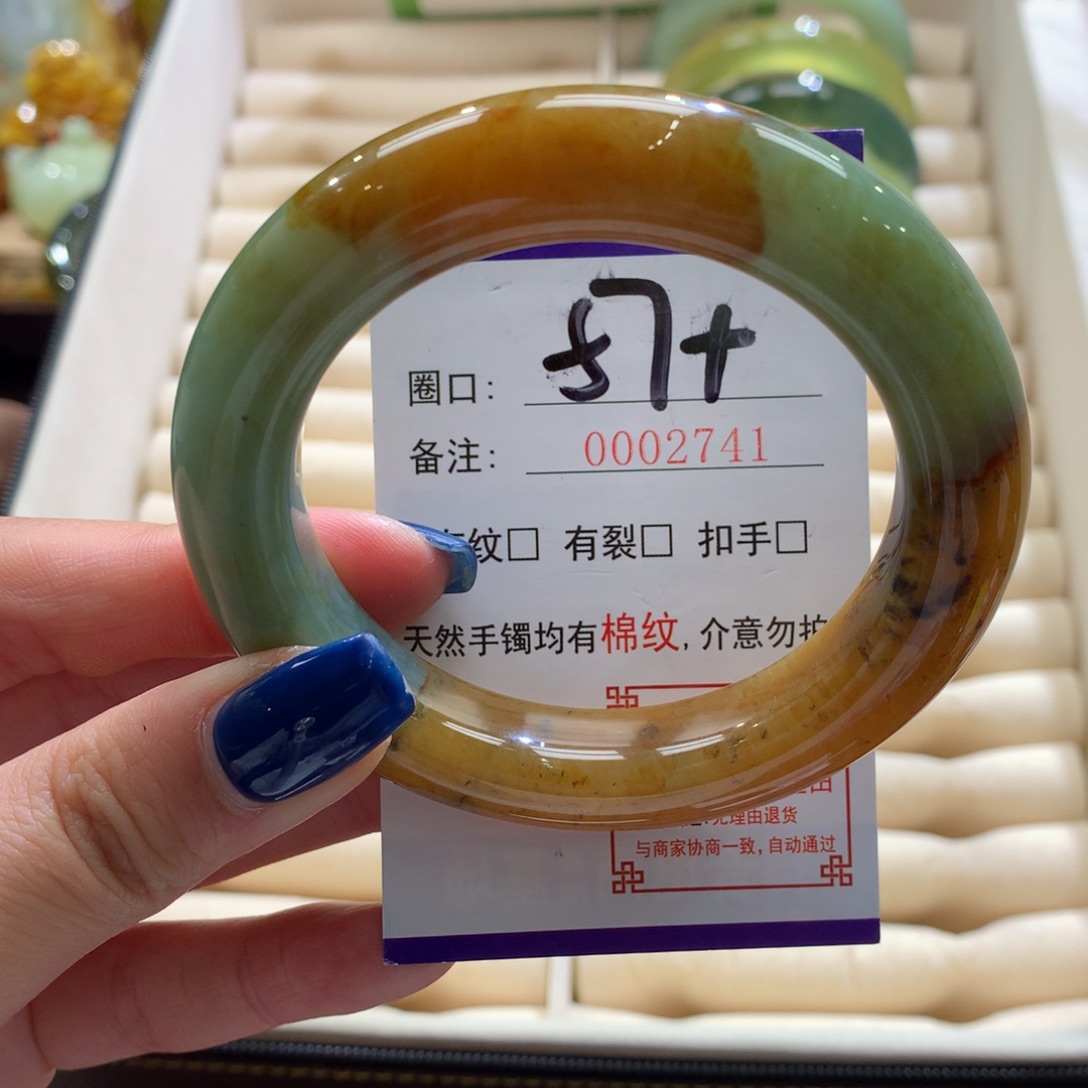 圈口: 57+
备注: 0002741
纹□ 有裂□ 扣手□
天然手镯均有棉纹,介意勿拍
由
无理由退货
与商家协商一致,自动通过